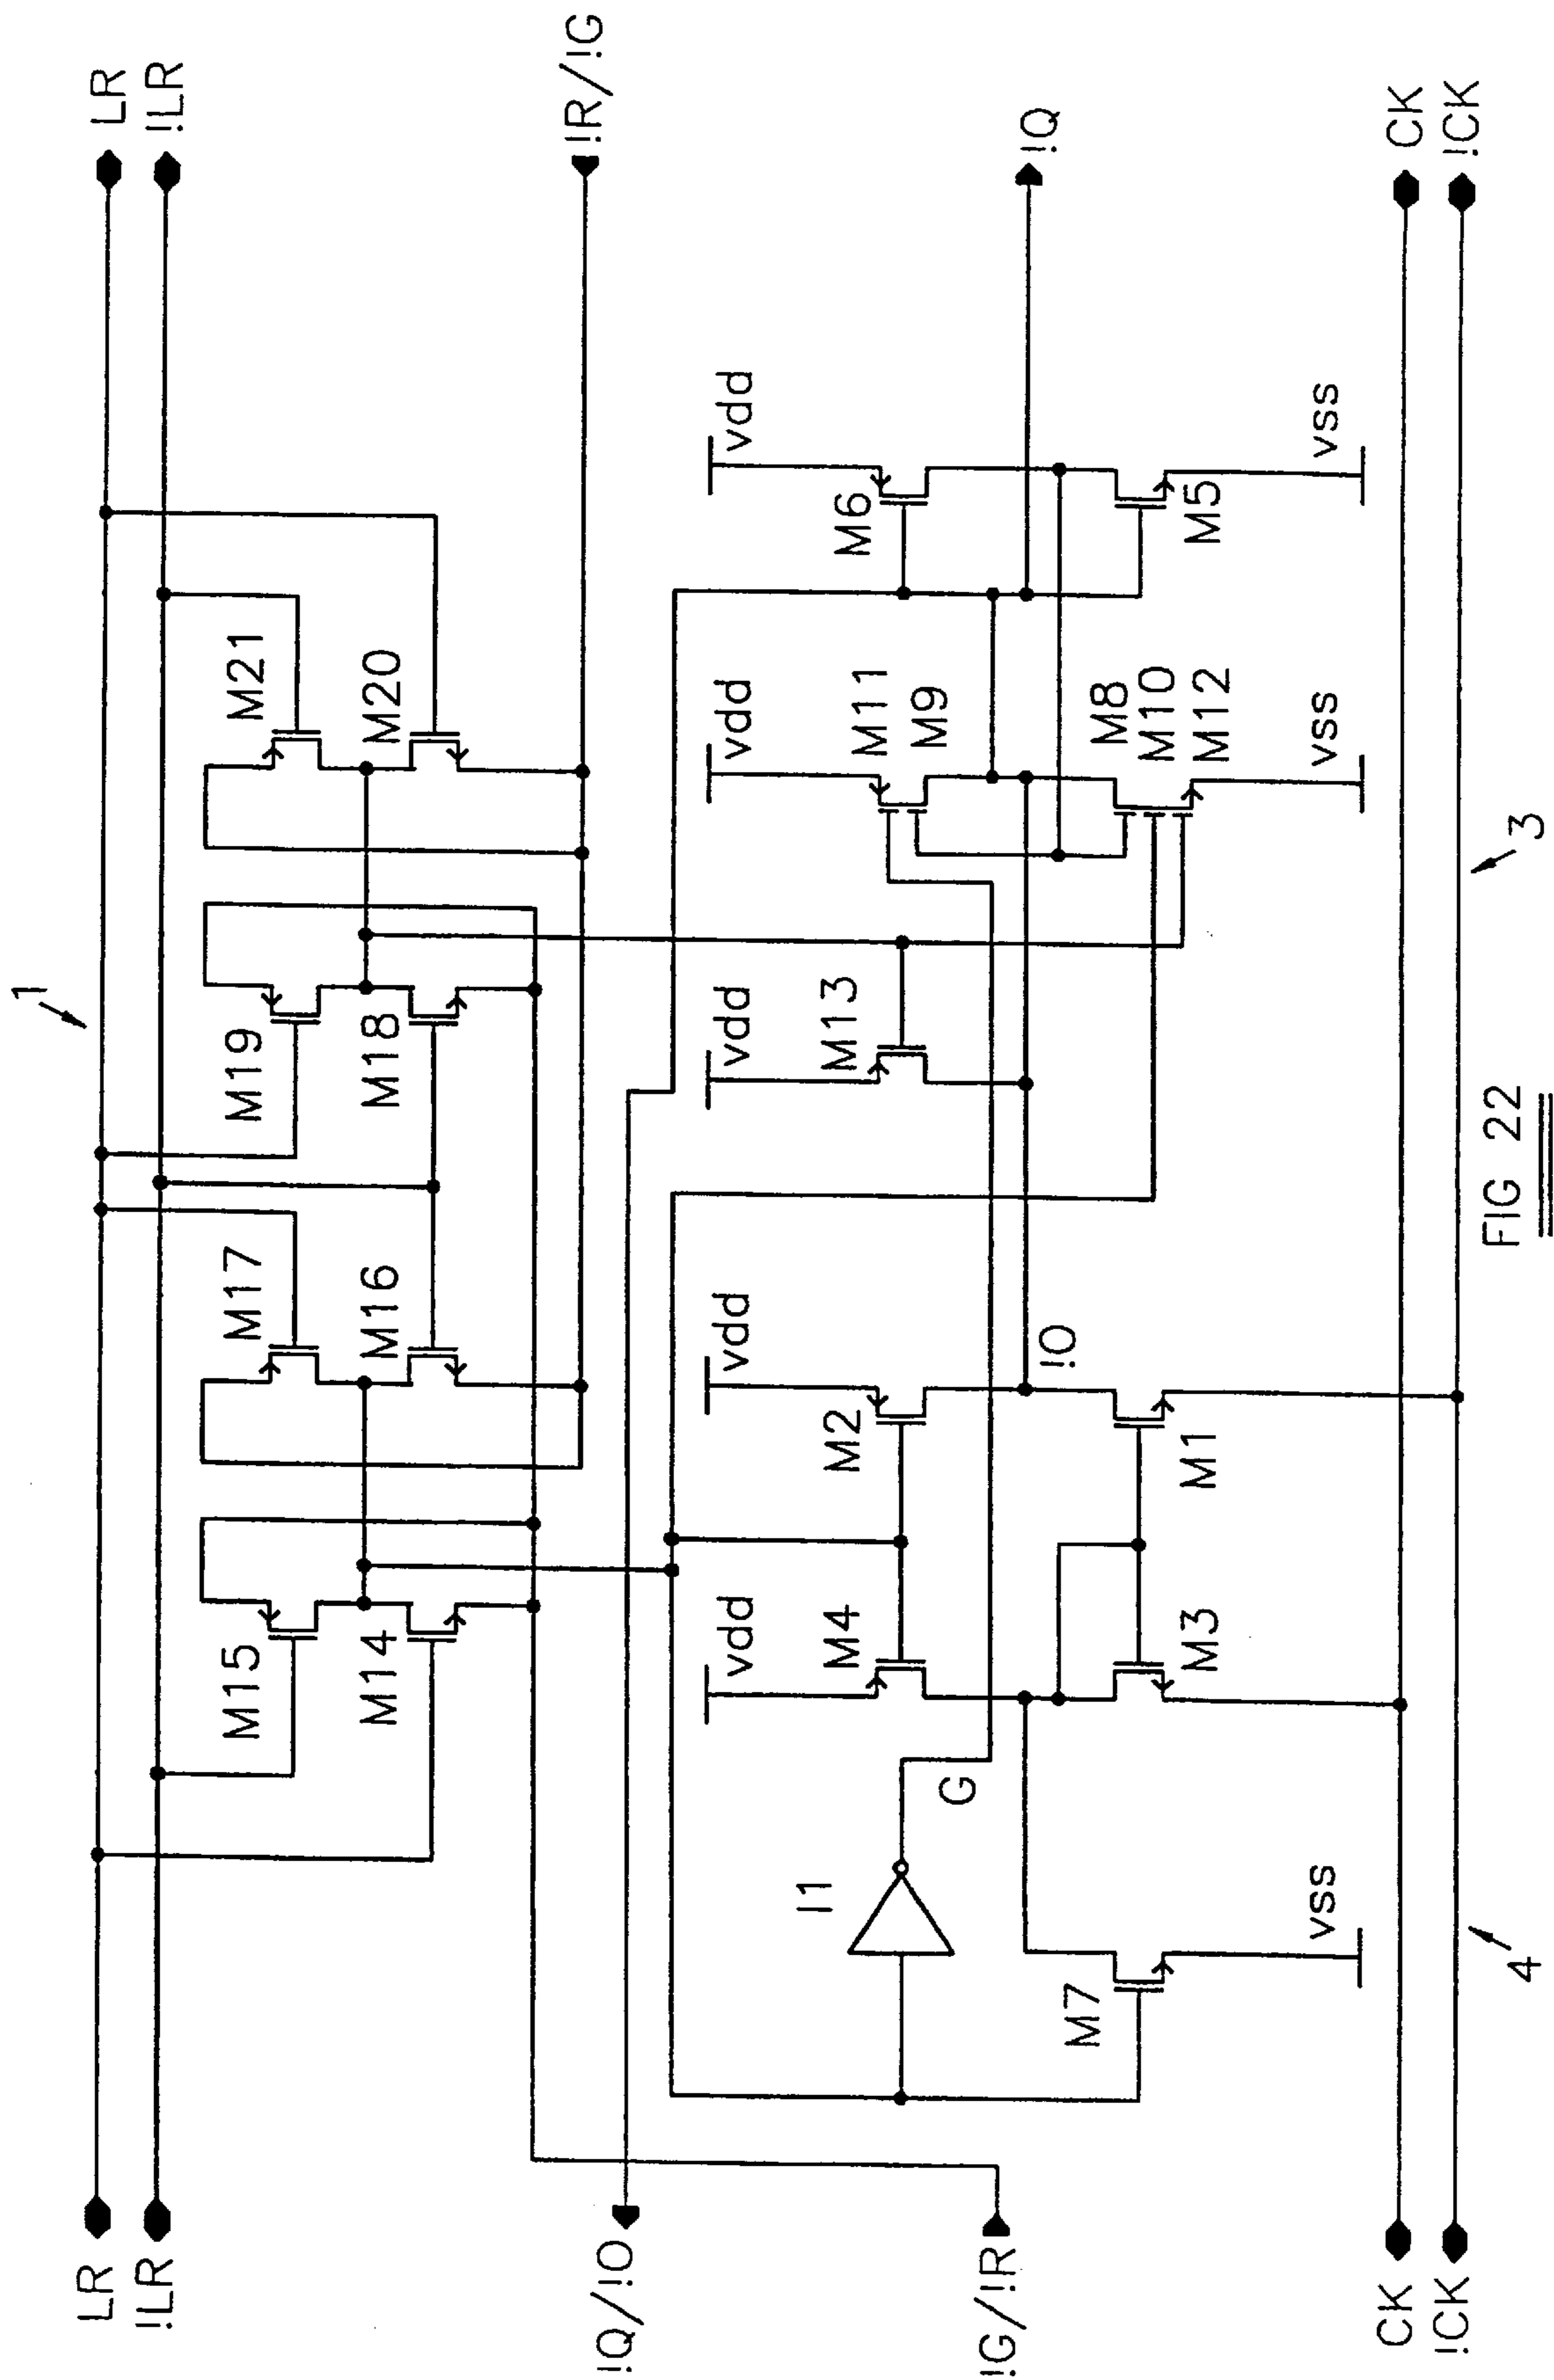 1
LR LR
!LR !LR
M15 M17 M19 M21
M14 M16 M18 M20
!R/!G
!Q/!O
vdd vdd vdd vdd vdd
I1 M4 M2 M13 M11 M6
M9
G
!G/!R !O !Q
M7 M3 M1 M8 M5
M10
M12
vss vss vss
CK CK
!CK !CK
4 3
FIG 22